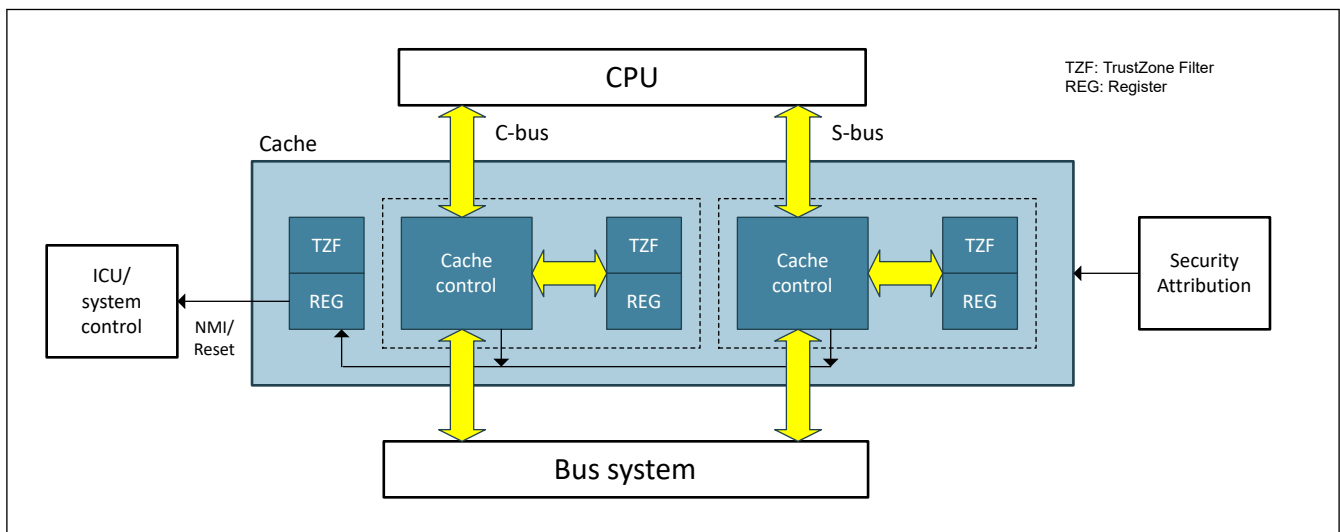 CPU
TZF: TrustZone Filter
REG: Register
C-bus
S-bus
Cache
TZF
REG
Cache
control
TZF
REG
Cache
control
TZF
REG
ICU/
system
control
NMI/
Reset
Security
Attribution
Bus system